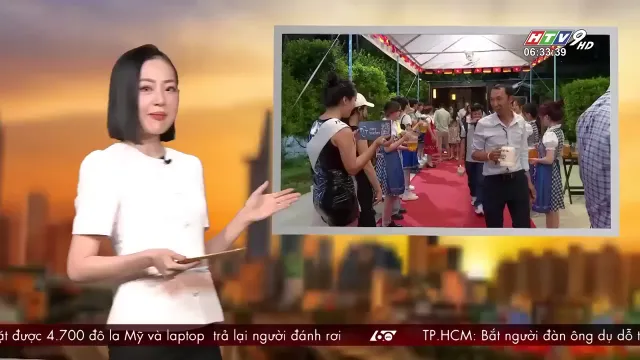 HTV9 HD
06:33:39
ặt được 4.700 đô la Mỹ và laptop trả lại người đánh rơi
60
TP.HCM: Bắt người đàn ông dụ dỗ t